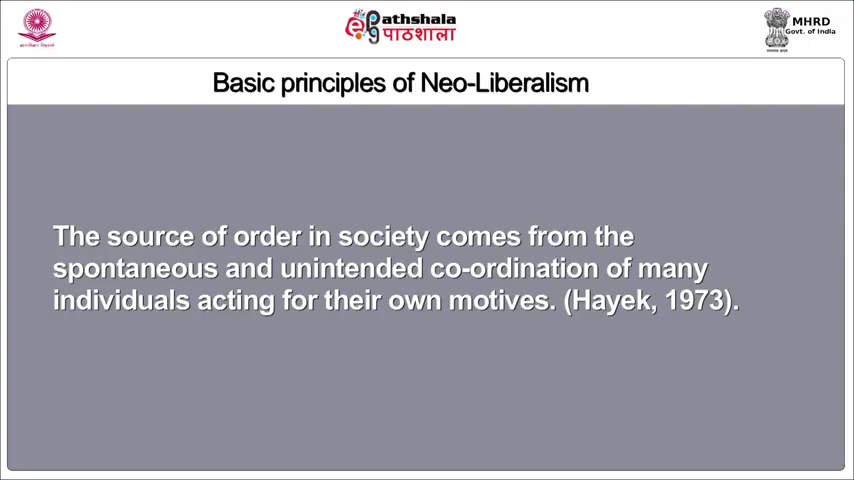 ePathshala
पाठशाला
MHRD
Govt. of India
Basic principles of Neo-Liberalism
The source of order in society comes from the
spontaneous and unintended co-ordination of many
individuals acting for their own motives. (Hayek, 1973).